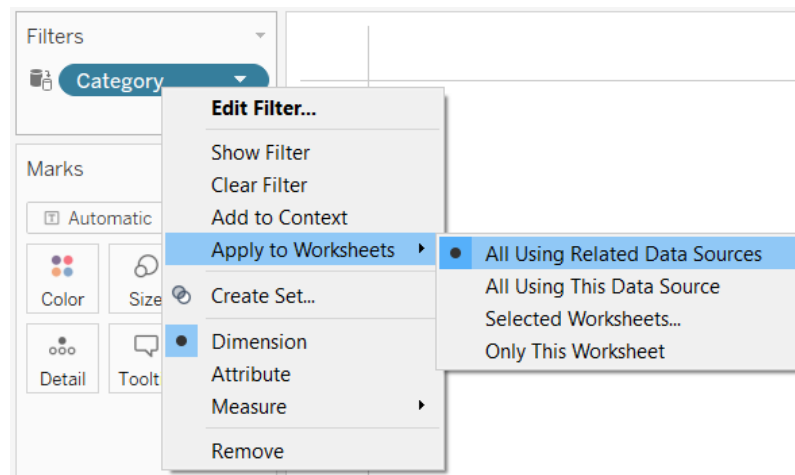 Filters
Category
Edit Filter...
Show Filter
Clear Filter
Add to Context
Apply to Worksheets
All Using Related Data Sources
All Using This Data Source
Selected Worksheets...
Only This Worksheet
Create Set...
Dimension
Attribute
Measure
Remove
Marks
Automatic
Color
Size
Detail
Toolt